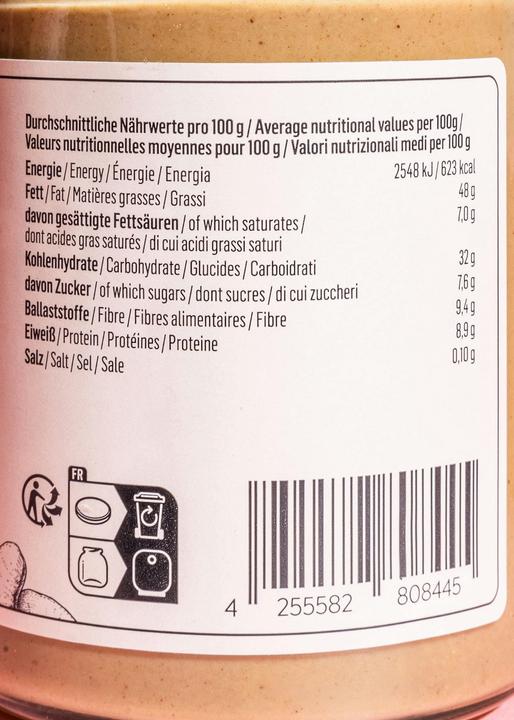 Durchschnittliche Nährwerte pro 100 g / Average nutritional values per 100g /
Valeurs nutritionnelles moyennes pour 100 g / Valori nutrizionali medi per 100 g
Energie / Energy / Énergie / Energia 2548 kJ / 623 kcal
Fett / Fat / Matières grasses / Grassi 48 g
davon gesättigte Fettsäuren / of which saturates / 7,0 g
dont acides gras saturés / di cui acidi grassi saturi
Kohlenhydrate / Carbohydrate / Glucides / Carboidrati 32 g
davon Zucker / of which sugars / dont sucres / di cui zuccheri 7,6 g
Ballaststoffe / Fibre / Fibres alimentaires / Fibre 9,4 g
Eiweiß / Protein / Protéines / Proteine 8,9 g
Salz / Salt / Sel / Sale 0,10 g
FR
4 255582 808445